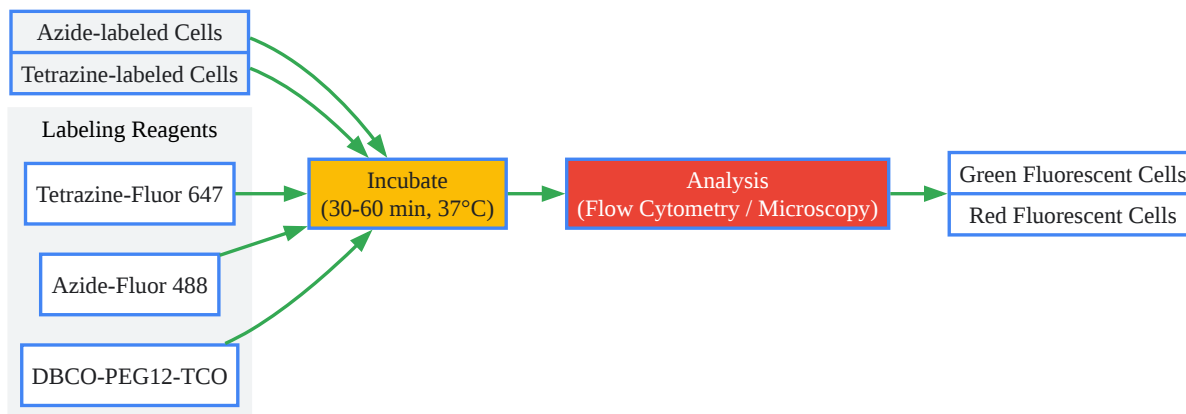 Azide-labeled Cells
Tetrazine-labeled Cells
Labeling Reagents
Tetrazine-Fluor 647
Azide-Fluor 488
DBCO-PEG12-TCO
Incubate
(30-60 min, 37°C)
Analysis
(Flow Cytometry / Microscopy)
Green Fluorescent Cells
Red Fluorescent Cells